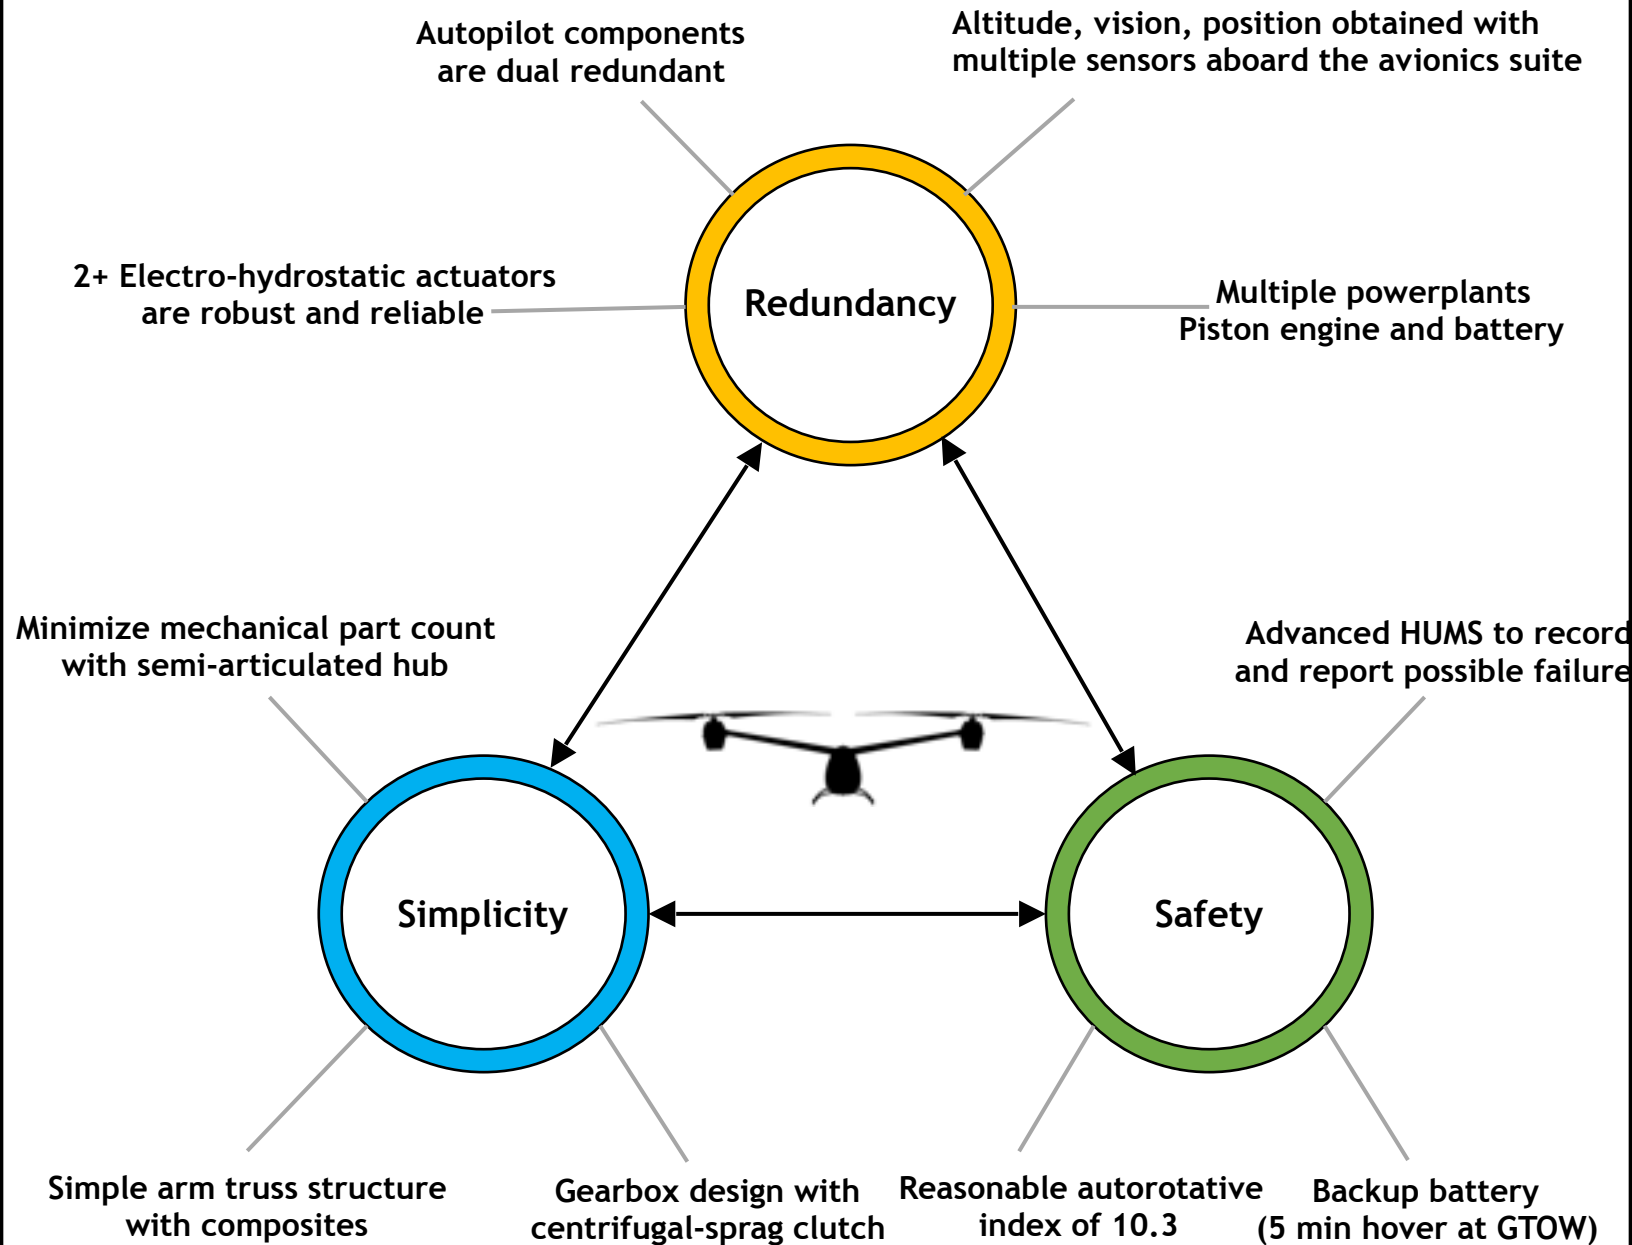 Autopilot components
are dual redundant
Altitude, vision, position obtained with
multiple sensors aboard the avionics suite
2+ Electro-hydrostatic actuators
are robust and reliable
Redundancy
Multiple powerplants
Piston engine and battery
Minimize mechanical part count
with semi-articulated hub
Advanced HUMS to record
and report possible failure
Simplicity
Safety
Simple arm truss structure
with composites
Gearbox design with
centrifugal-sprag clutch
Reasonable autorotative
index of 10.3
Backup battery
(5 min hover at GTOW)